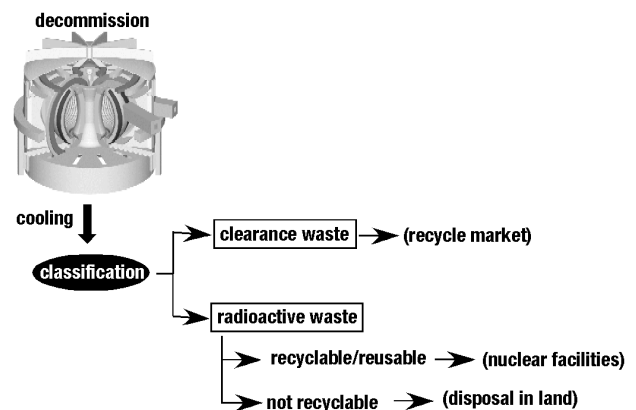 decommission
cooling
classification
clearance waste
(recycle market)
radioactive waste
recyclable/reusable
(nuclear facilities)
not recyclable
(disposal in land)